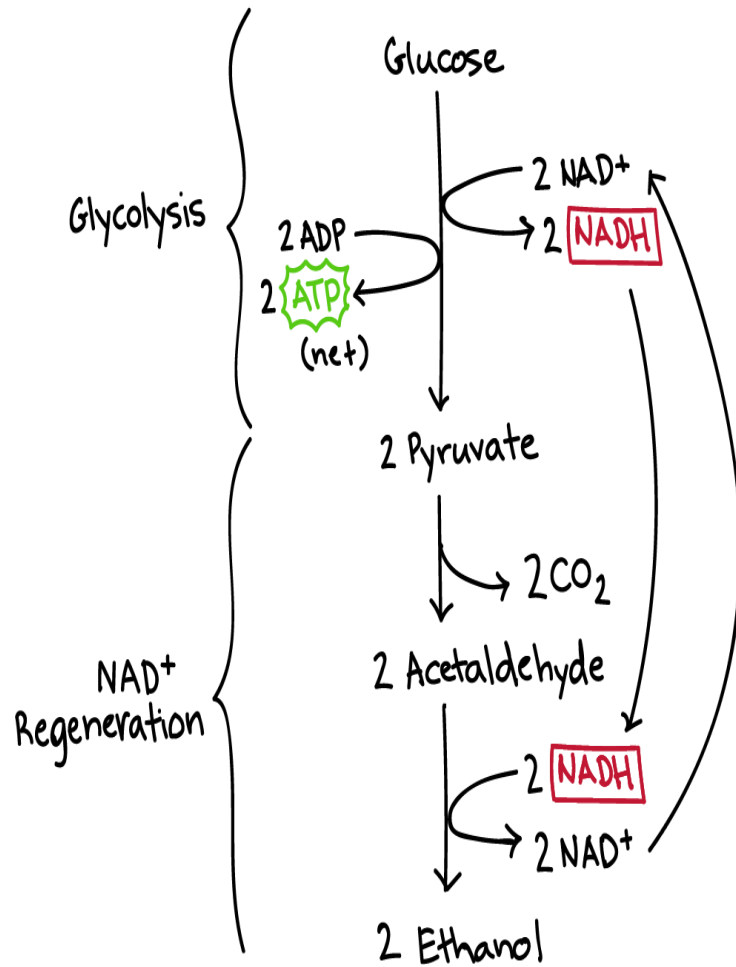 Glucose
2 NAD+
2 NADH
Glycolysis
2 ADP
2 ATP
(net)
2 Pyruvate
2 CO₂
2 Acetaldehyde
NAD⁺
Regeneration
2 NADH
2 NAD⁺
2 Ethanol